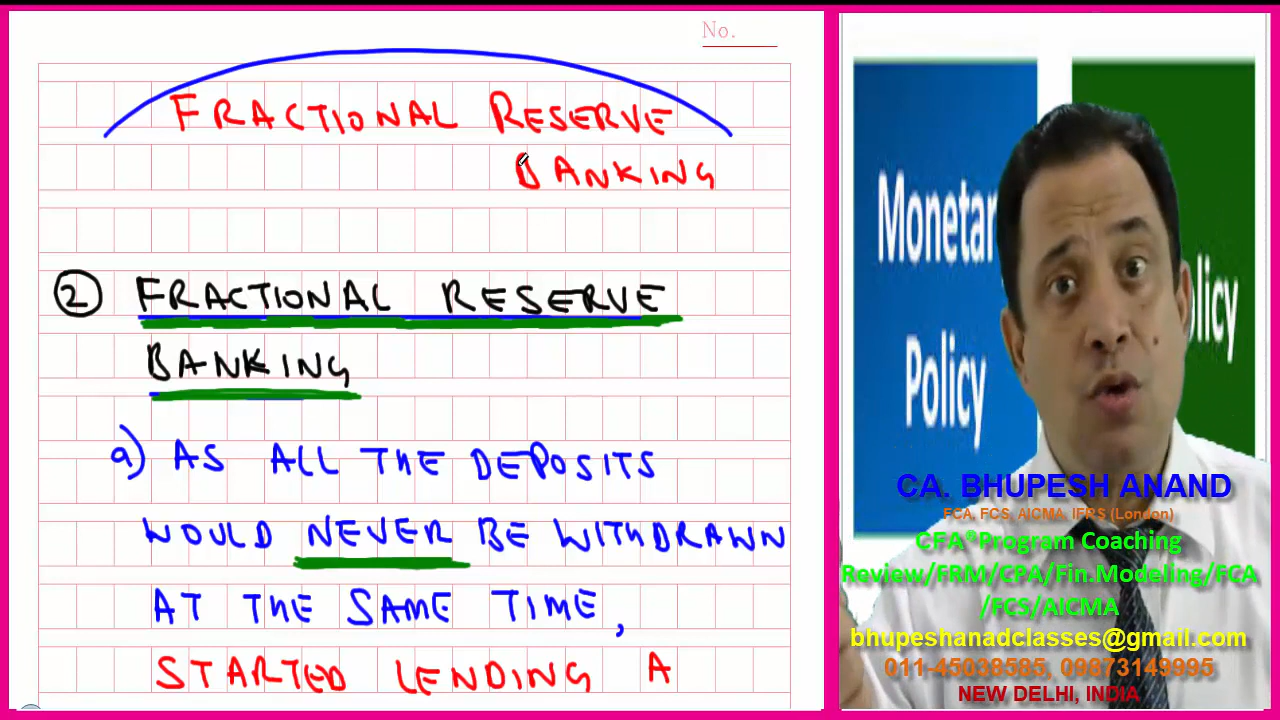 No.
FRACTIONAL RESERVE
BANKING
2 FRACTIONAL RESERVE
BANKING
a) AS ALL THE DEPOSITS
WOULD NEVER BE WITHDRAWN
AT THE SAME TIME,
STARTED LENDING A
Monetar
Policy
olicy
CA. BHUPESH ANAND
FCA, FCS, AICMA, IFRS (London)
CFA®Program Coaching
Review/FRM/CPA/Fin.Modeling/FCA
/FCS/AICMA
bhupeshanadclasses@gmail.com
011-45038585, 09873149995
NEW DELHI, INDIA